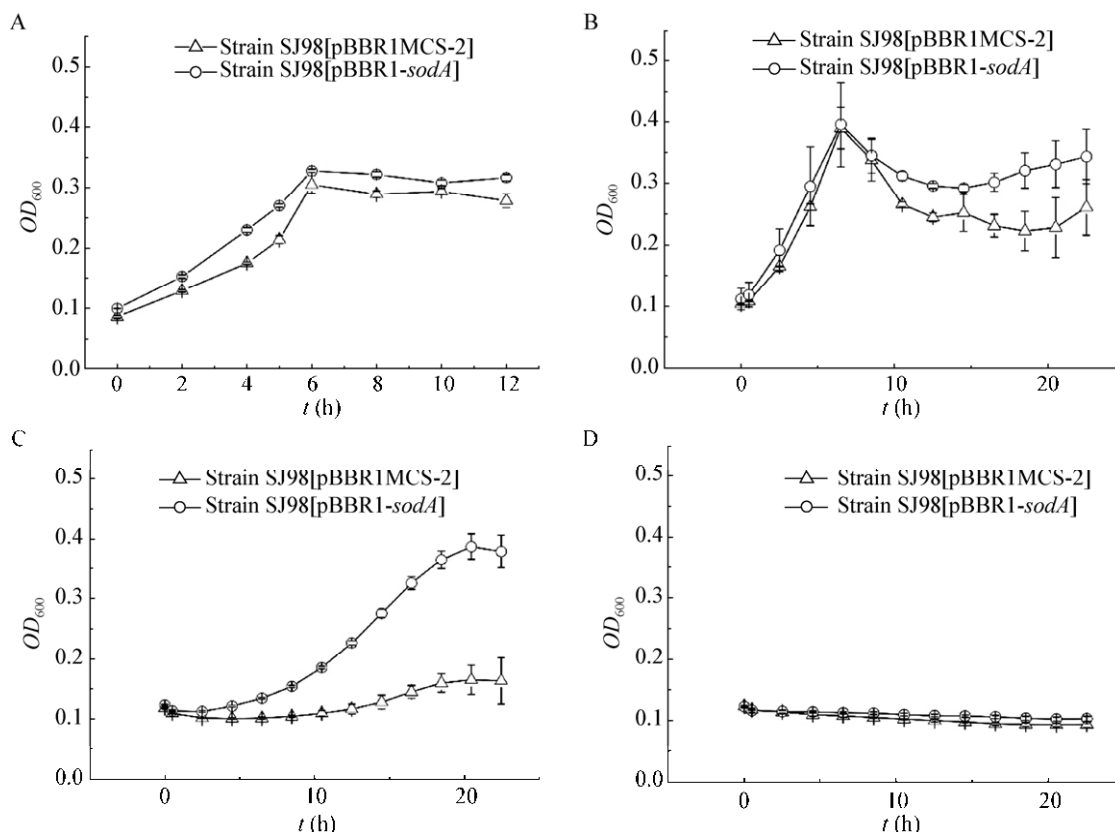 A
Strain SJ98[pBBR1MCS-2]
Strain SJ98[pBBR1-sodA]
0.5
0.4
0.3
0.2
0.1
0.0
OD600
0 2 4 6 8 10 12
t (h)
B
Strain SJ98[pBBR1MCS-2]
Strain SJ98[pBBR1-sodA]
0.5
0.4
0.3
0.2
0.1
0.0
OD600
0 10 20
t (h)
C
Strain SJ98[pBBR1MCS-2]
Strain SJ98[pBBR1-sodA]
0.5
0.4
0.3
0.2
0.1
0.0
OD600
0 10 20
t (h)
D
Strain SJ98[pBBR1MCS-2]
Strain SJ98[pBBR1-sodA]
0.5
0.4
0.3
0.2
0.1
0.0
OD600
0 10 20
t (h)